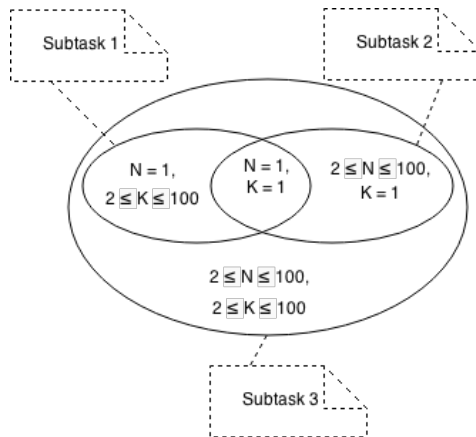 Subtask 1
Subtask 2
N = 1,
2 ≤ K ≤ 100
N = 1,
K = 1
2 ≤ N ≤ 100,
K = 1
2 ≤ N ≤ 100,
2 ≤ K ≤ 100
Subtask 3